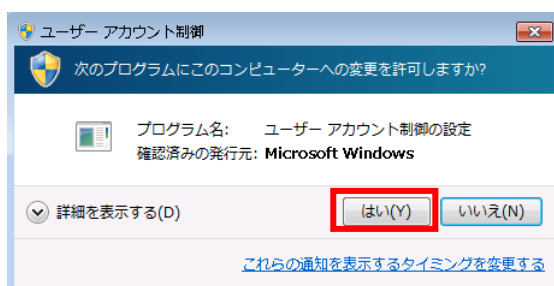 ユーザー アカウント制御
次のプログラムにこのコンピューターへの変更を許可しますか?
プログラム名: ユーザー アカウント制御の設定
確認済みの発行元: Microsoft Windows
詳細を表示する(D) はい(Y) いいえ(N)
これらの通知を表示するタイミングを変更する